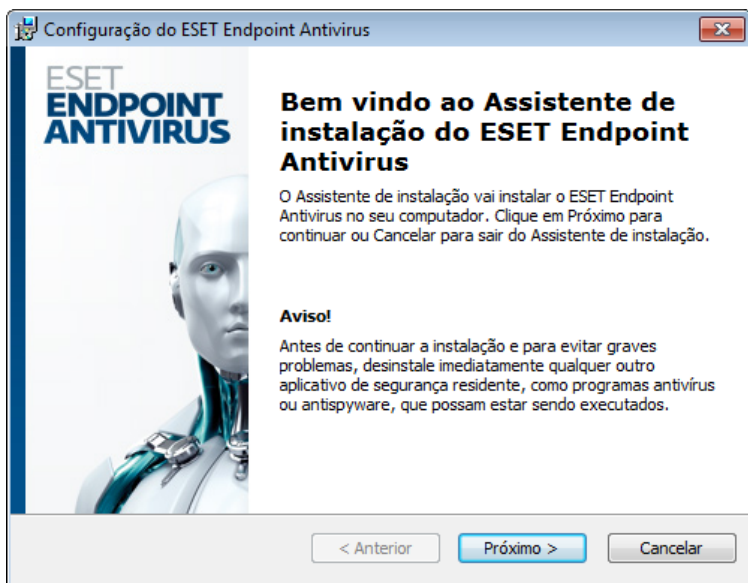 Configuração do ESET Endpoint Antivirus
ESET
ENDPOINT
ANTIVIRUS
Bem vindo ao Assistente de
instalação do ESET Endpoint
Antivirus
O Assistente de instalação vai instalar o ESET Endpoint
Antivirus no seu computador. Clique em Próximo para
continuar ou Cancelar para sair do Assistente de instalação.
Aviso!
Antes de continuar a instalação e para evitar graves
problemas, desinstale imediatamente qualquer outro
aplicativo de segurança residente, como programas antivírus
ou antispyware, que possam estar sendo executados.
< Anterior
Próximo >
Cancelar